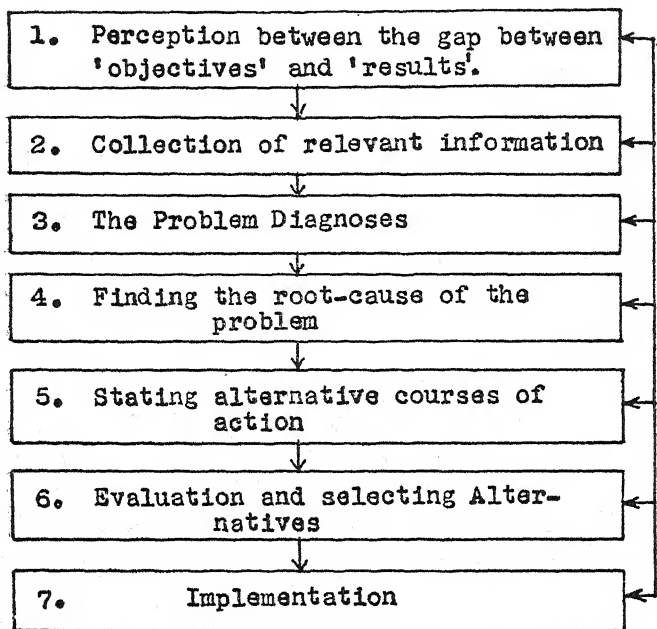 1. Perception between the gap between
'objectives' and 'results'.
2. Collection of relevant information
3. The Problem Diagnoses
4. Finding the root-cause of the
problem
5. Stating alternative courses of
action
6. Evaluation and selecting Alter-
natives
7. Implementation